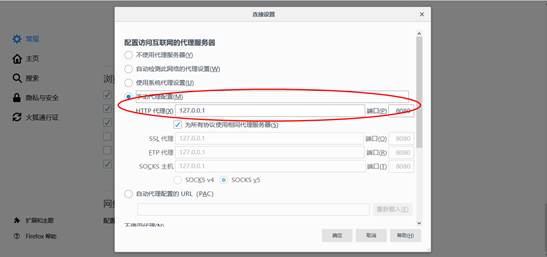 连接设置
×
配置访问互联网的代理服务器
不使用代理服务器(Y)
自动检测此网络的代理设置(W)
使用系统代理设置(U)
手动代理配置(M)
HTTP 代理(X) 127.0.0.1 端口(P) 8080
为所有协议使用相同代理服务器(S)
SSL 代理 127.0.0.1 端口(O) 8080
FTP 代理 127.0.0.1 端口(R) 8080
SOCKS 主机 127.0.0.1 端口(T) 8080
SOCKS v4 SOCKS v5
自动代理配置的 URL（PAC）
重新载入(E)
不使用代理(N)
确定 取消 帮助(H)
常规
主页
搜索
隐私与安全
火狐通行证
扩展和主题
Firefox 帮助
浏
网络
配置